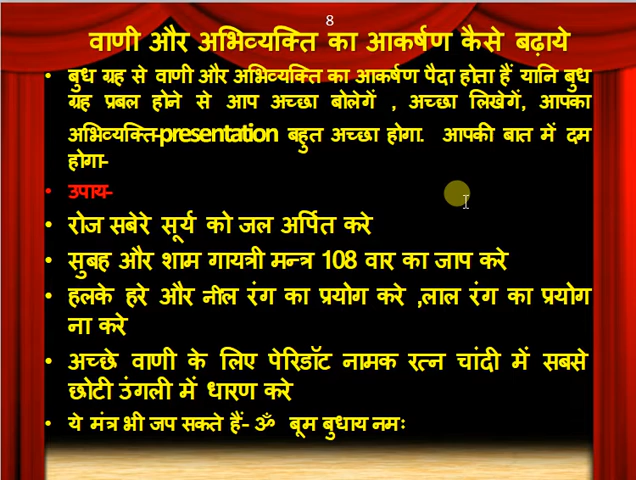 8
वाणी और अभिव्यक्ति का आकर्षण कैसे बढ़ाये
• बुध ग्रह से वाणी और अभिव्यक्ति का आकर्षण पैदा होता हैं यानि बुध
ग्रह प्रबल होने से आप अच्छा बोलेगें , अच्छा लिखेगें, आपका
अभिव्यक्ति-presentation बहुत अच्छा होगा. आपकी बात में दम
होगा-
• उपाय-
• रोज सबेरे सूर्य को जल अर्पित करे
• सुबह और शाम गायत्री मन्त्र 108 वार का जाप करे
• हलके हरे और नील रंग का प्रयोग करे ,लाल रंग का प्रयोग
ना करे
• अच्छे वाणी के लिए पेरिडॉट नामक रत्न चांदी में सबसे
छोटी उंगली में धारण करे
• ये मंत्र भी जप सकते हैं- ॐ बूम बुधाय नमः